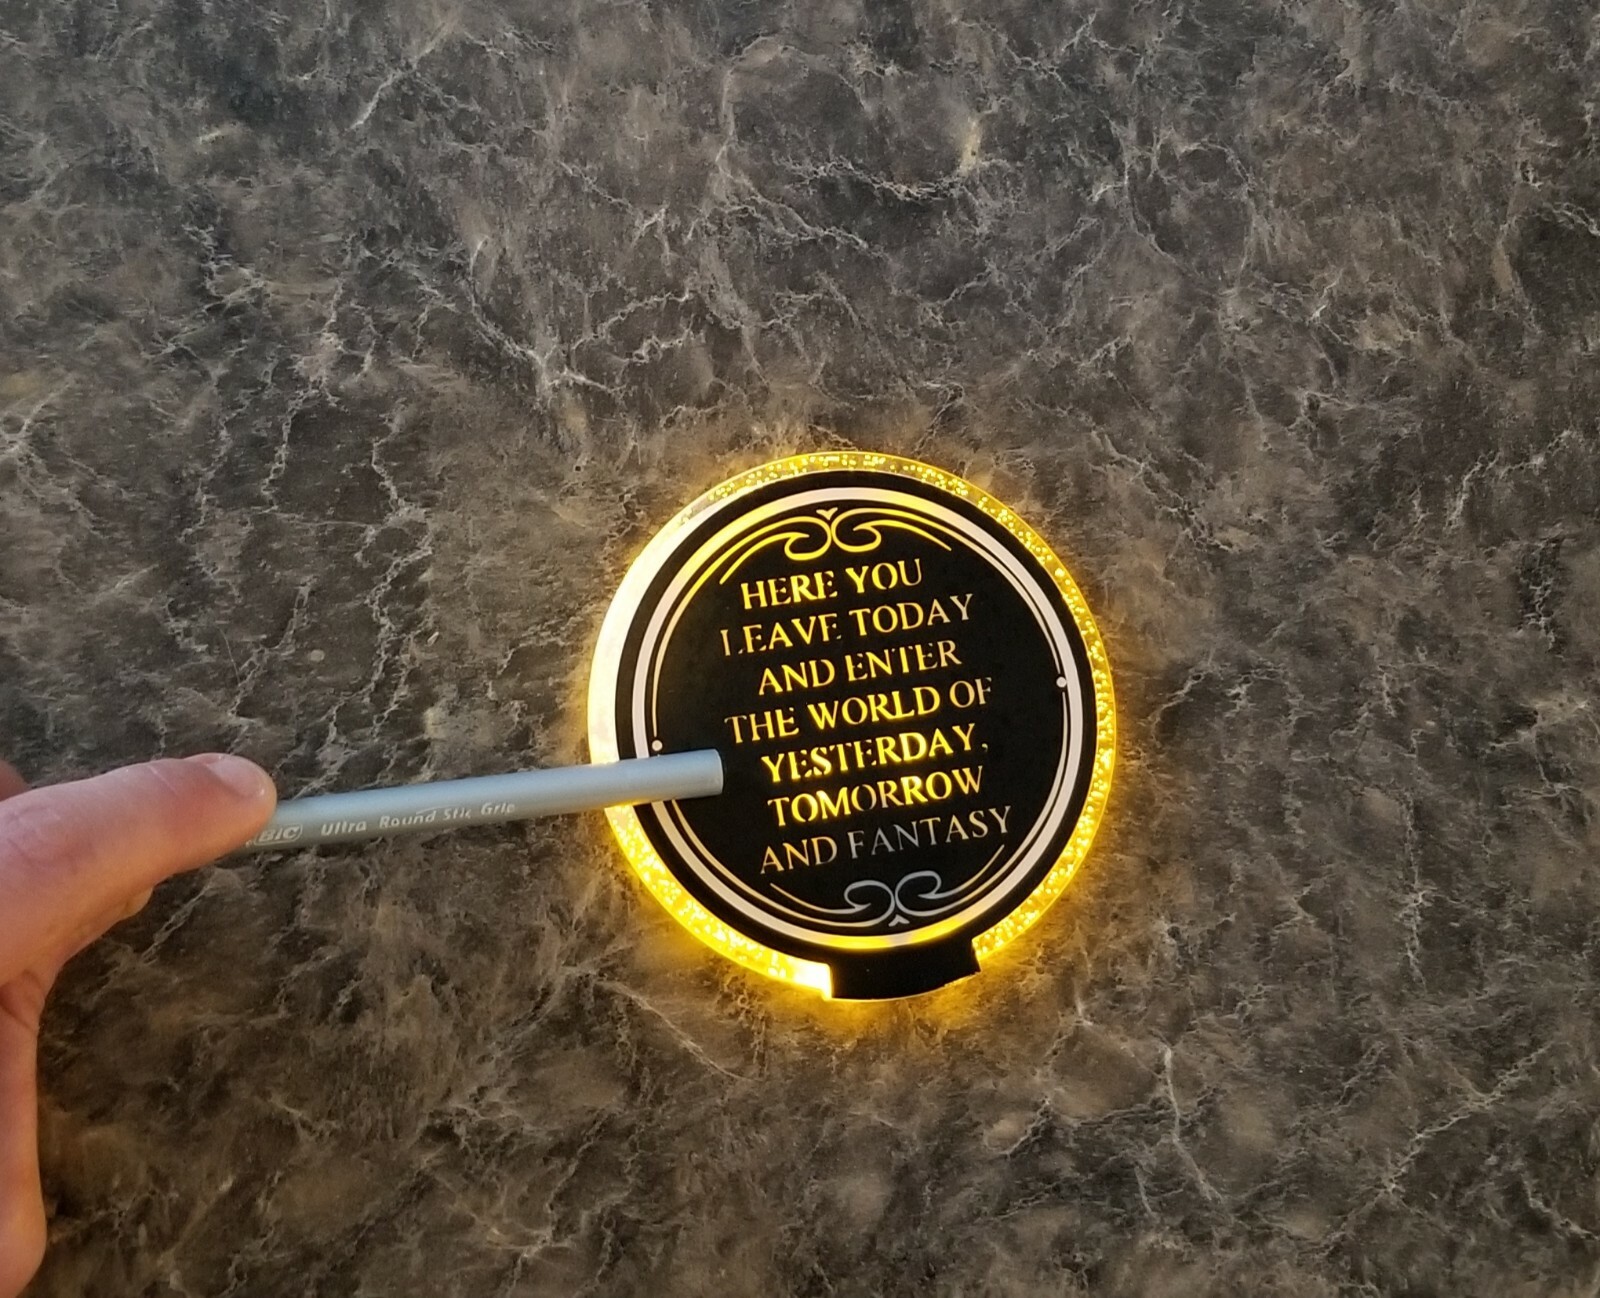 HERE YOU
LEAVE TODAY
AND ENTER
THE WORLD OF
YESTERDAY,
TOMORROW
AND FANTASY
BIC Ultra Round Stic Grip